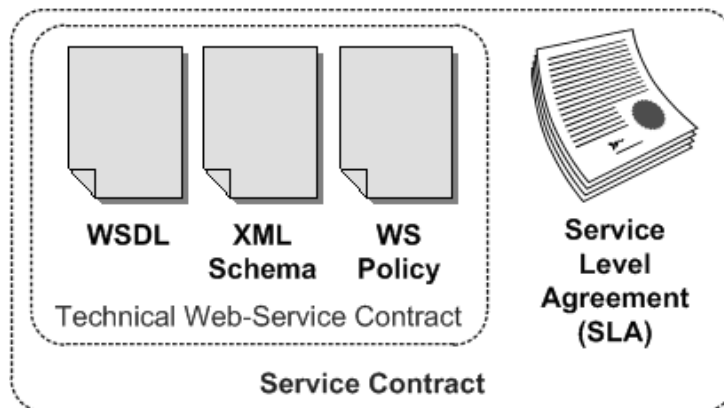 WSDL
XML
Schema
WS
Policy
Technical Web-Service Contract
Service
Level
Agreement
(SLA)
Service Contract